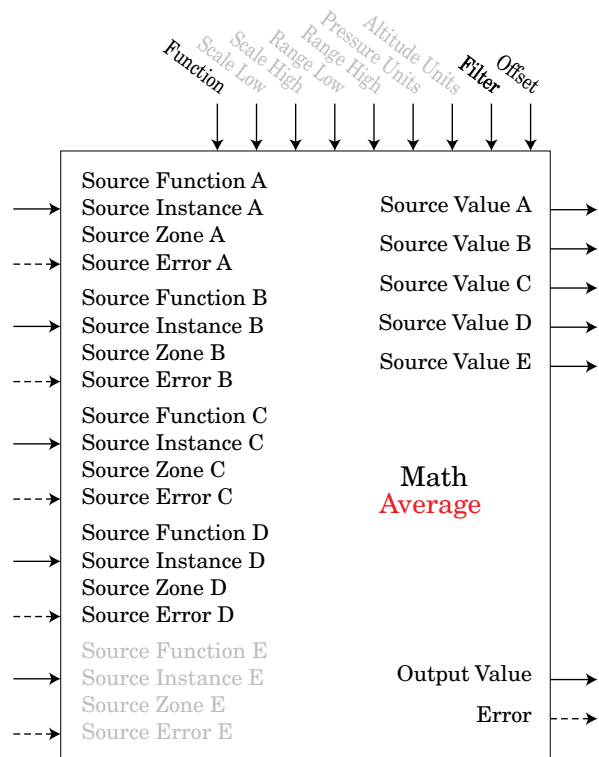 Function
Scale Low
Scale High
Range Low
Range High
Pressure Units
Altitude Units
Filter
Offset
Source Function A
Source Instance A
Source Zone A
Source Error A
Source Function B
Source Instance B
Source Zone B
Source Error B
Source Function C
Source Instance C
Source Zone C
Source Error C
Source Function D
Source Instance D
Source Zone D
Source Error D
Source Function E
Source Instance E
Source Zone E
Source Error E
Source Value A
Source Value B
Source Value C
Source Value D
Source Value E
Math
Average
Output Value
Error